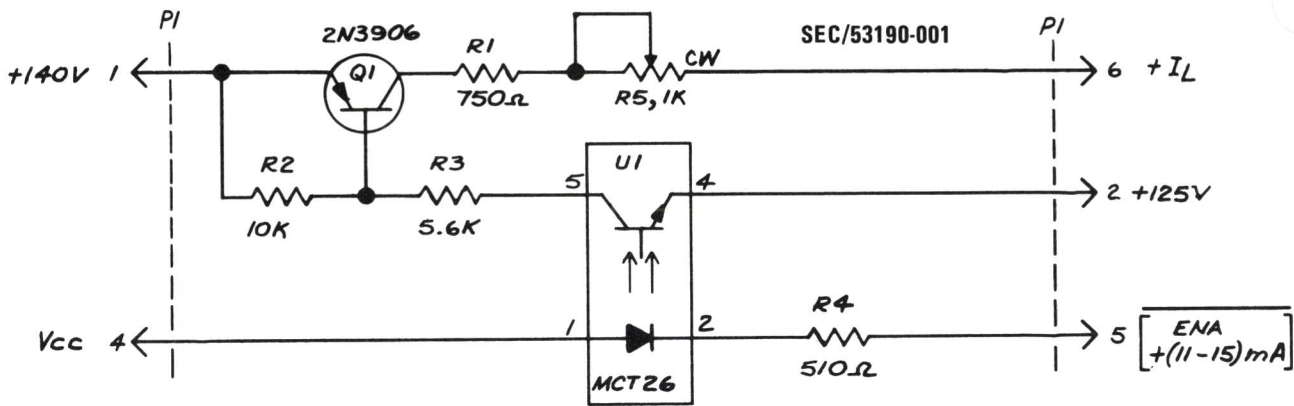 P1
2N3906
R1
SEC/53190-001
P1
+140V 1
Q1
CW
6 +IL
750Ω
R5, 1K
R2
R3
U1
5
4
2 +125V
10K
5.6K
R4
Vcc 4
1
2
5 [ENA
+(11-15)mA]
MCT26
510Ω